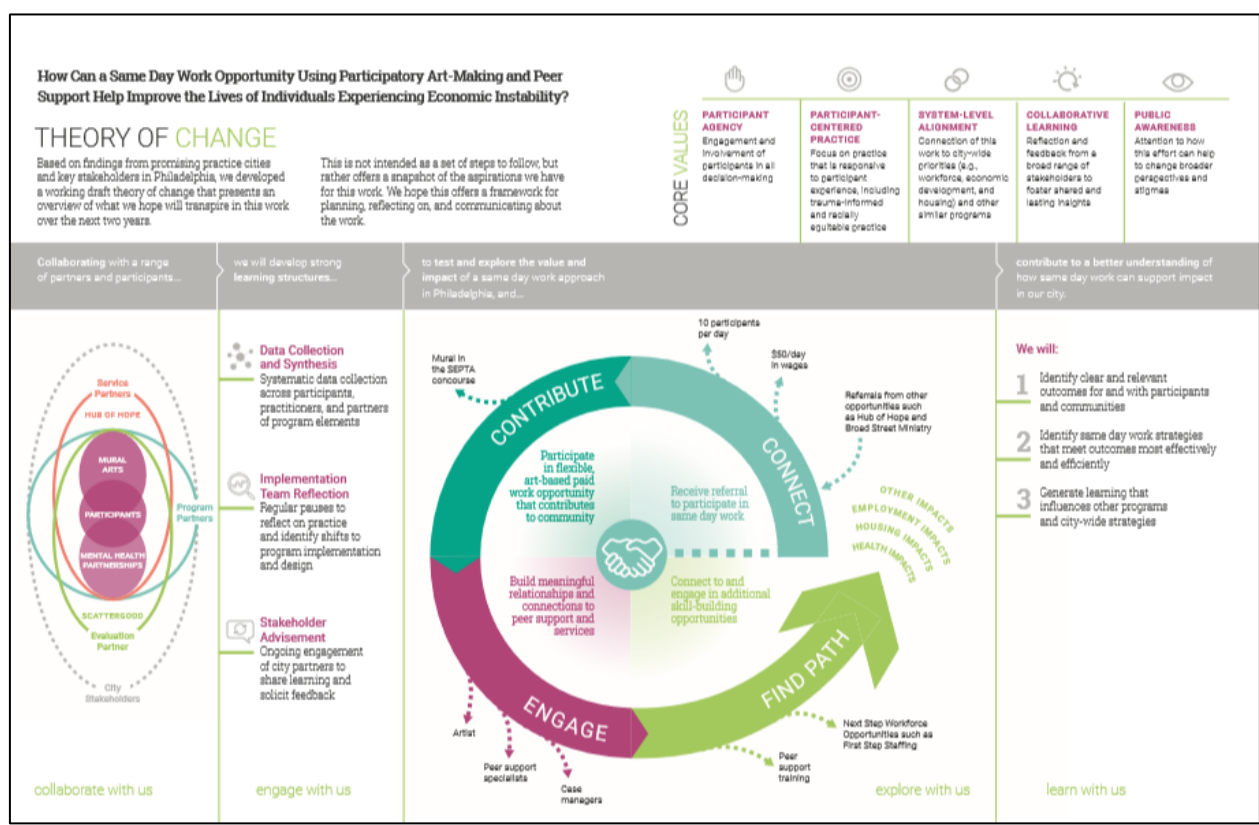 How Can a Same Day Work Opportunity Using Participatory Art-Making and Peer
Support Help Improve the Lives of Individuals Experiencing Economic Instability?
THEORY OF CHANGE
Based on findings from promising practice cities
and key stakeholders in Philadelphia, we developed
a working draft theory of change that presents an
overview of what we hope will transpire in this work
over the next two years.
This is not intended as a set of steps to follow, but
rather offers a snapshot of the aspirations we have
for this work. We hope this offers a framework for
planning, reflecting on, and communicating about
the work.
CORE VALUES
PARTICIPANT
AGENCY
Engagement and
involvement of
participants in all
decision-making
PARTICIPANT-
CENTERED
PRACTICE
Focus on practice
that is responsive
to participant
experience, including
trauma-informed
and racially
equitable practice
SYSTEM-LEVEL
ALIGNMENT
Connection of this
work to city-wide
priorities (e.g.,
workforce, economic
development, and
housing) and other
similar programs
COLLABORATIVE
LEARNING
Reflection and
feedback from a
broad range of
stakeholders to
foster shared and
lasting insights
PUBLIC
AWARENESS
Attention to how
this effort can help
to change broader
perspectives and
stigmas
Collaborating with a range
of partners and participants...
we will develop strong
learning structures...
to test and explore the value and
impact of a same day work approach
in Philadelphia, and...
contribute to a better understanding of
how same day work can support impact
in our city.
Service
Partners
HUB OF HOPE
MURAL
ARTS
PARTICIPANTS
Program
Partners
MENTAL HEALTH
PARTNERSHIPS
SCATTERGOOD
Evaluation
Partner
City
Stakeholders
collaborate with us
Data Collection
and Synthesis
Systematic data collection
across participants,
practitioners, and partners
of program elements
Implementation
Team Reflection
Regular pauses to
reflect on practice
and identify shifts to
program implementation
and design
Stakeholder
Advisement
Ongoing engagement
of city partners to
share learning and
solicit feedback
engage with us
10 participants
per day
$50/day
in wages
Mural in
the SEPTA
concourse
Referrals from other
opportunities such
as Hub of Hope and
Broad Street Ministry
CONTRIBUTE
CONNECT
Participate
in flexible,
art-based paid
work opportunity
that contributes
to community
Receive referral
to participate in
same day work
Build meaningful
relationships and
connections to
peer support and
services
Connect to and
engage in additional
skill-building
opportunities
OTHER IMPACTS
EMPLOYMENT IMPACTS
HOUSING IMPACTS
HEALTH IMPACTS
ENGAGE
FIND PATH
Artist
Peer support
specialists
Case
managers
Peer
support
training
Next Step Workforce
Opportunities such as
First Step Staffing
explore with us
We will:
1 Identify clear and relevant
outcomes for and with participants
and communities
2 Identify same day work strategies
that meet outcomes most effectively
and efficiently
3 Generate learning that
influences other programs
and city-wide strategies
learn with us